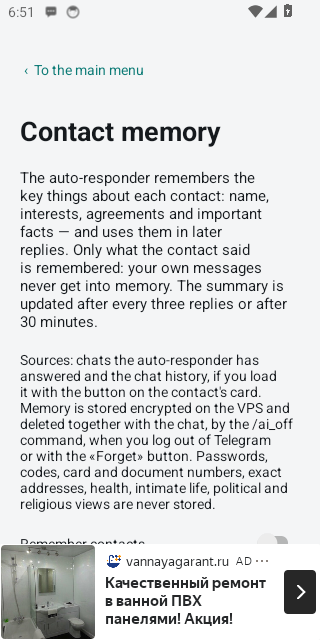 6:51
‹ To the main menu
Contact memory
The auto-responder remembers the
key things about each contact: name,
interests, agreements and important
facts — and uses them in later
replies. Only what the contact said
is remembered: your own messages
never get into memory. The summary is
updated after every three replies or after
30 minutes.
Sources: chats the auto-responder has
answered and the chat history, if you load
it with the button on the contact's card.
Memory is stored encrypted on the VPS and
deleted together with the chat, by the /ai_off
command, when you log out of Telegram
or with the «Forget» button. Passwords,
codes, card and document numbers, exact
addresses, health, intimate life, political and
religious views are never stored.
Remember contacts
vannayagarant.ru AD ···
Качественный ремонт
в ванной ПВХ
панелями! Акция!